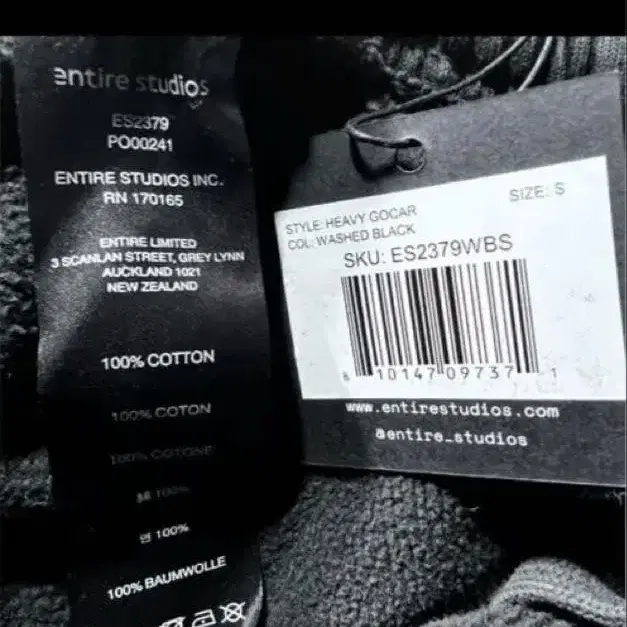 entire studios
ES2379
PO00241
ENTIRE STUDIOS INC.
RN 170165
ENTIRE LIMITED
3 SCANLAN STREET, GREY LYNN
AUCKLAND 1021
NEW ZEALAND
100% COTTON
100% COTON
100% COTONE
綿 100%
면 100%
100% BAUMWOLLE
STYLE: HEAVY GOCAR
SIZE: S
COL: WASHED BLACK
SKU: ES2379WBS
8 10147 09737 1
www.entirestudios.com
@entire_studios